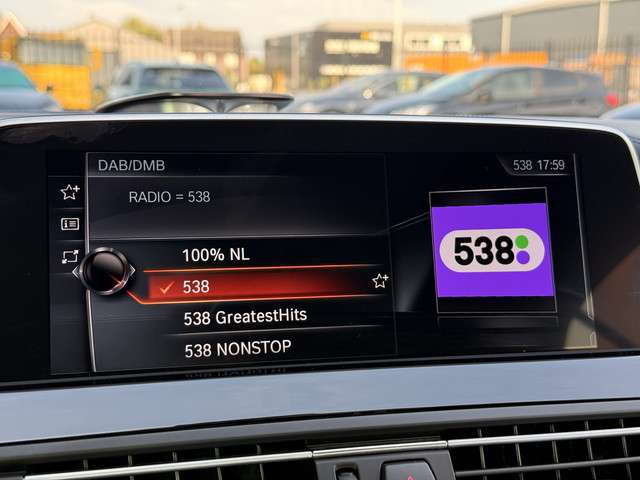 DAB/DMB
538 17:59
RADIO = 538
100% NL
538
538 GreatestHits
538 NONSTOP
538